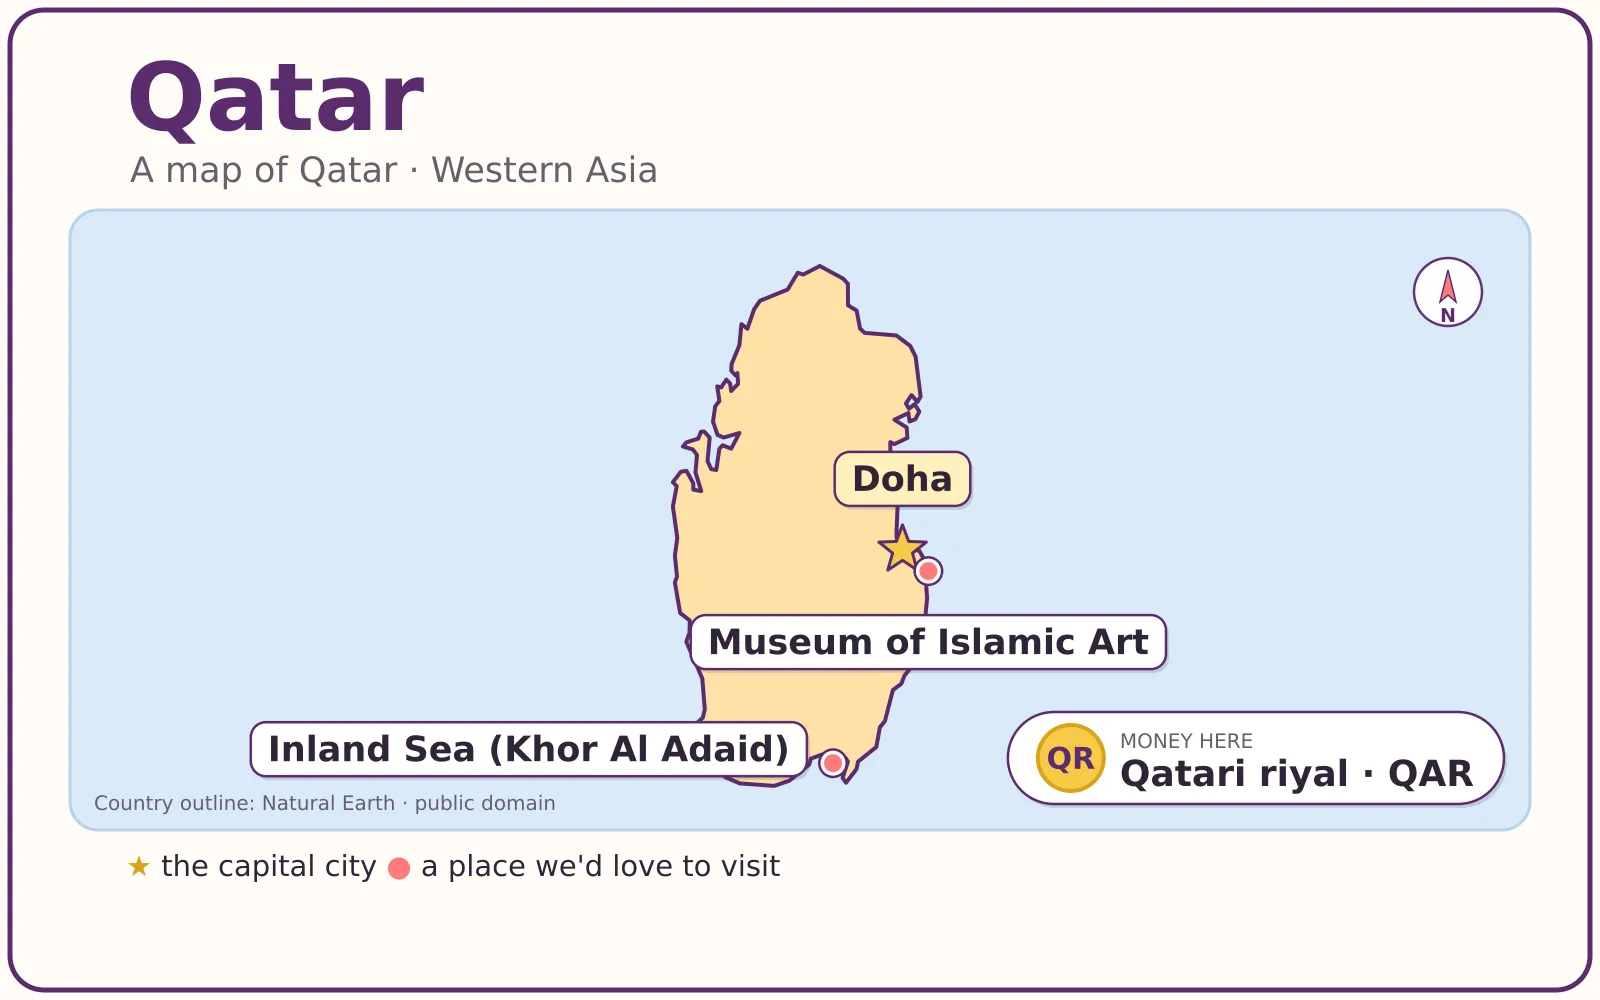 Qatar
A map of Qatar · Western Asia
N
Doha
Museum of Islamic Art
Inland Sea (Khor Al Adaid)
QR
MONEY HERE
Qatari riyal · QAR
Country outline: Natural Earth · public domain
★ the capital city ● a place we'd love to visit